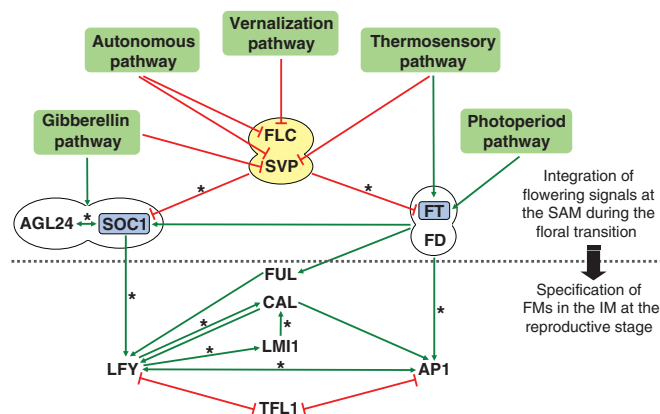 Autonomous
pathway
Vernalization
pathway
Thermosensory
pathway
Gibberellin
pathway
Photoperiod
pathway
FLC
SVP
*
*
Integration of
flowering signals at
the SAM during the
floral transition
AGL24
*
SOC1
FT
FD
Specification of
FMs in the IM at the
reproductive stage
*
FUL
CAL
*
*
*
*
LMI1
LFY
*
AP1
TFL1